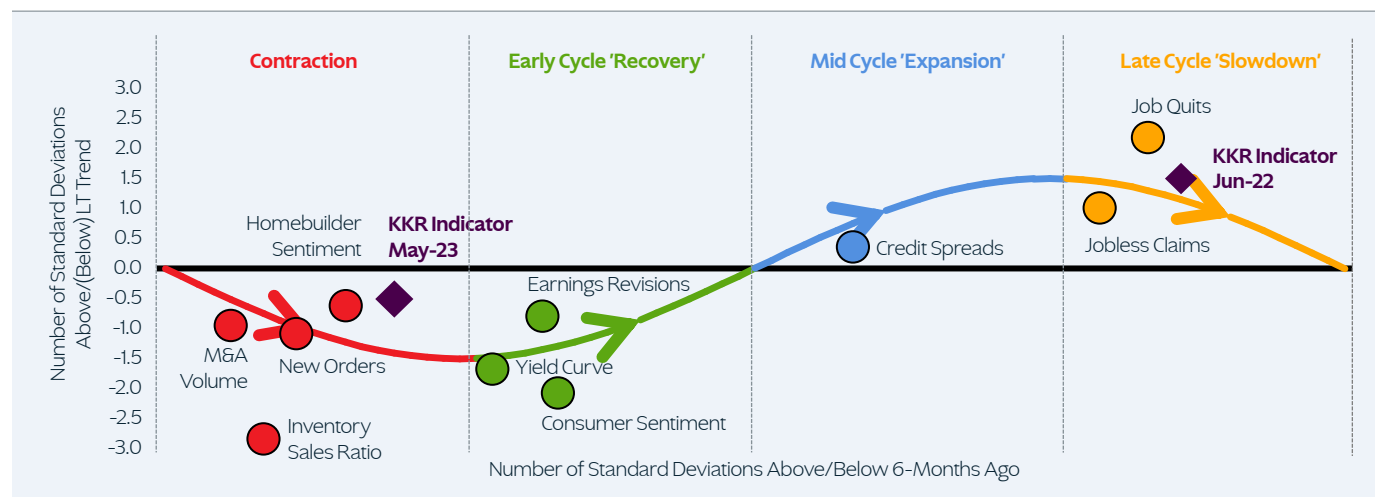 Contraction
Early Cycle 'Recovery'
Mid Cycle 'Expansion'
Late Cycle 'Slowdown'
Number of Standard Deviations
Above/(Below) LT Trend
3.0
2.5
2.0
1.5
1.0
0.5
0.0
-0.5
-1.0
-1.5
-2.0
-2.5
-3.0
Homebuilder
Sentiment
KKR Indicator
May-23
M&A
Volume
New Orders
Inventory
Sales Ratio
Earnings Revisions
Yield Curve
Consumer Sentiment
Credit Spreads
Job Quits
KKR Indicator
Jun-22
Jobless Claims
Number of Standard Deviations Above/Below 6-Months Ago